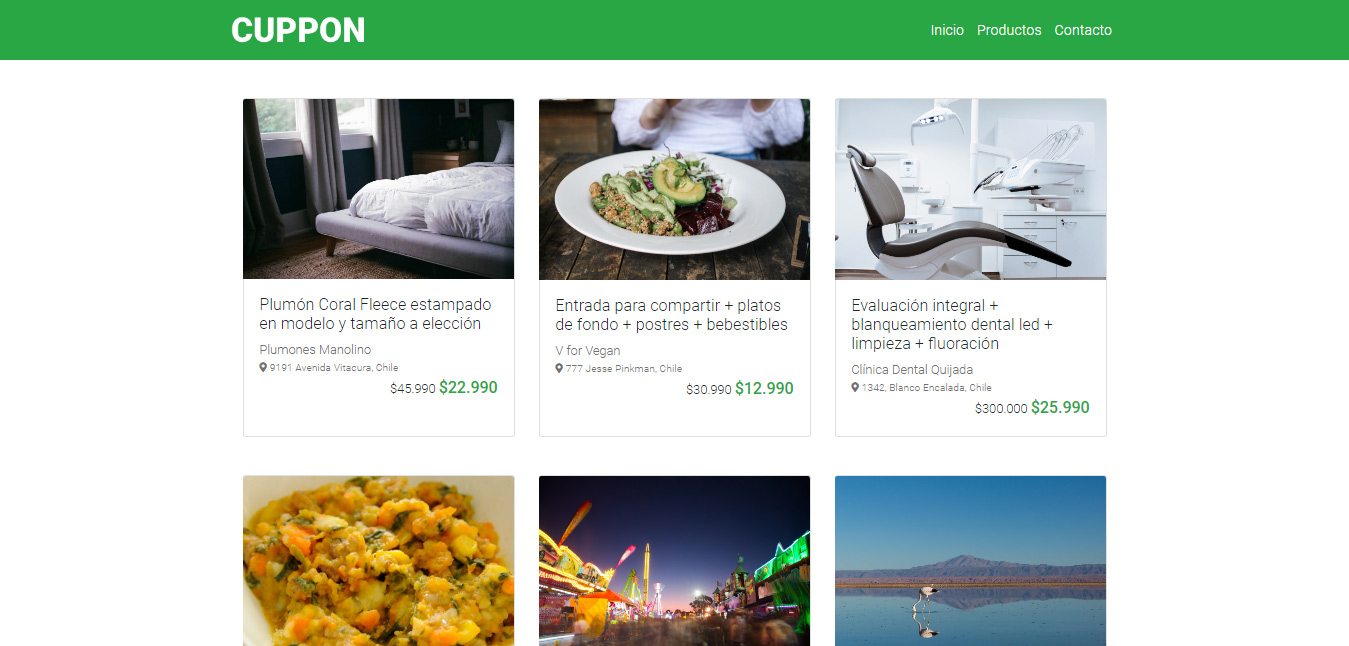 CUPPON
Inicio Productos Contacto
Plumón Coral Fleece estampado
en modelo y tamaño a elección
Plumones Manolino
9191 Avenida Vitacura, Chile
$45.990 $22.990
Entrada para compartir + platos
de fondo + postres + bebestibles
V for Vegan
777 Jesse Pinkman, Chile
$30.990 $12.990
Evaluación integral +
blanqueamiento dental led +
limpieza + fluoración
Clínica Dental Quijada
1342, Blanco Encalada, Chile
$300.000 $25.990